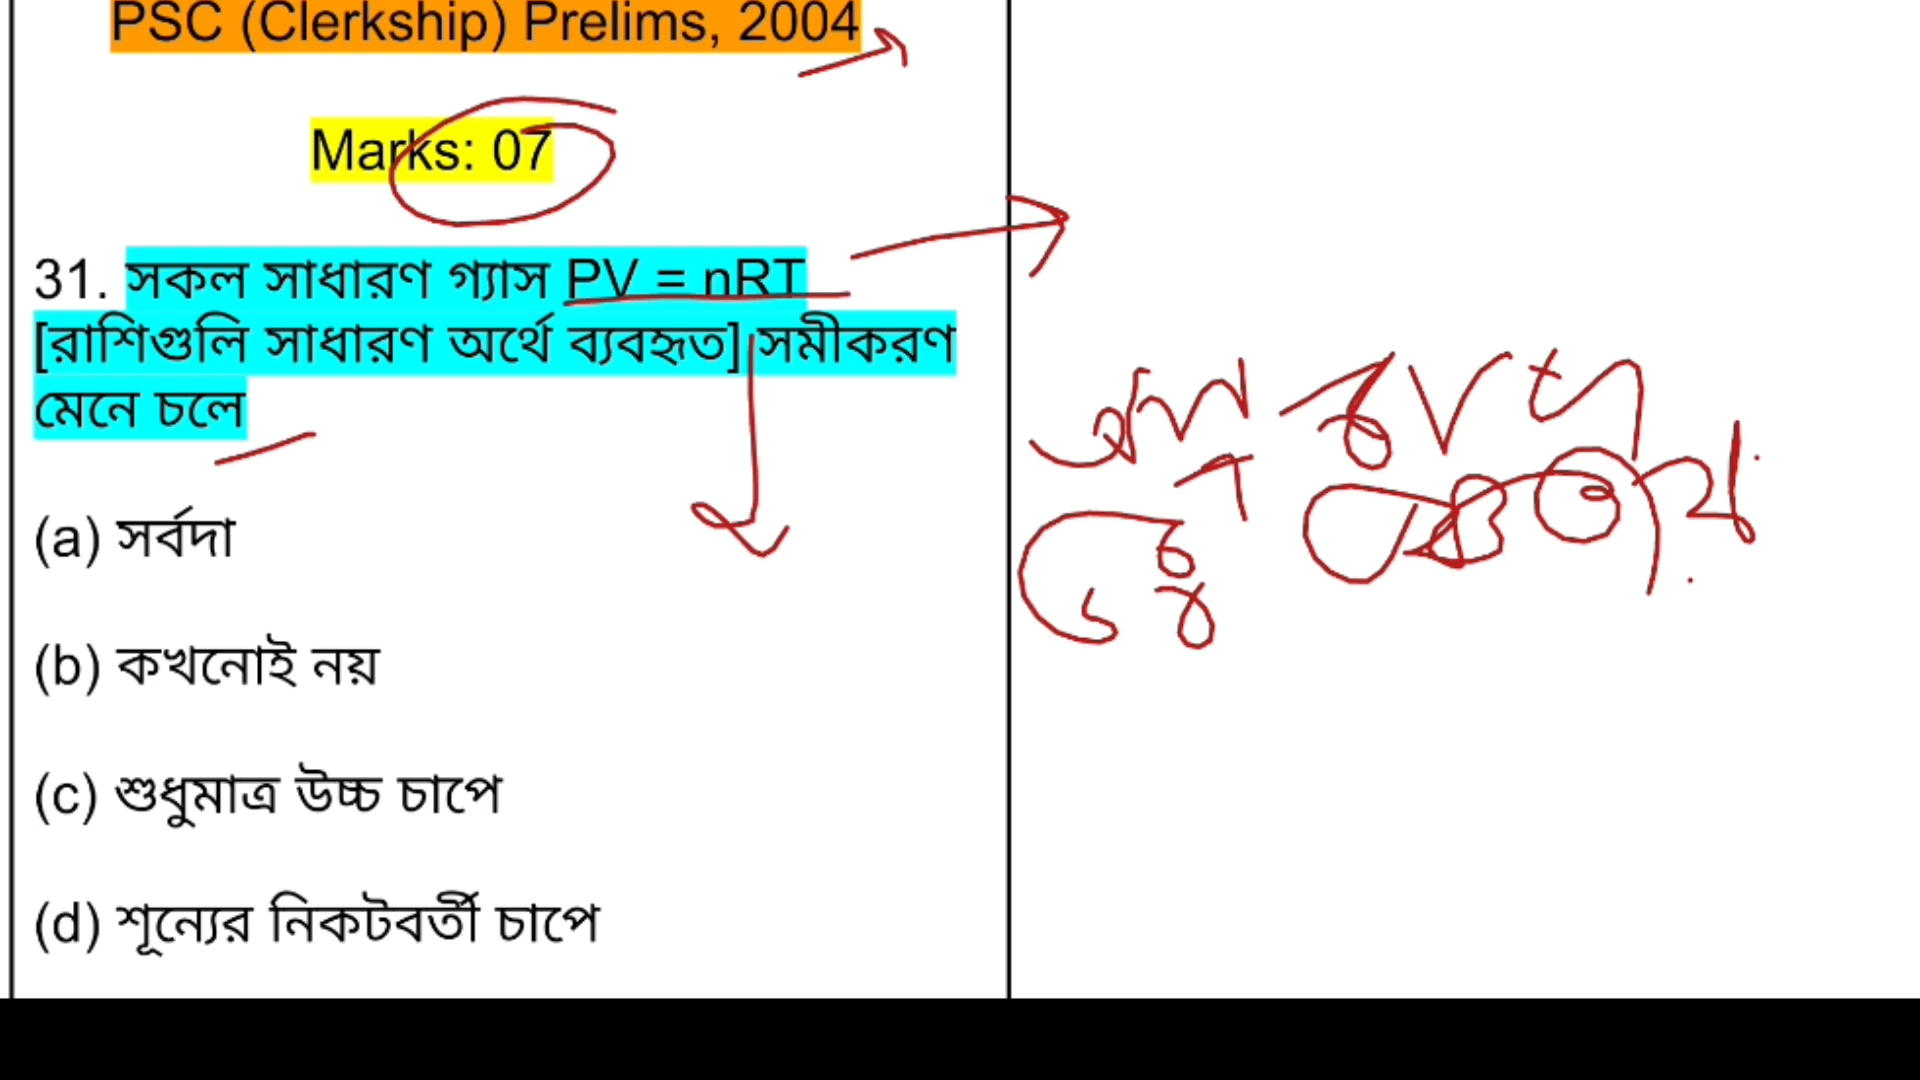 PSC (Clerkship) Prelims, 2004
Marks: 07
31. সকল সাধারণ গ্যাস PV = nRT
[রাশিগুলি সাধারণ অর্থে ব্যবহৃত] সমীকরণ
মেনে চলে
(a) সর্বদা
(b) কখনোই নয়
(c) শুধুমাত্র উচ্চ চাপে
(d) শূন্যের নিকটবর্তী চাপে